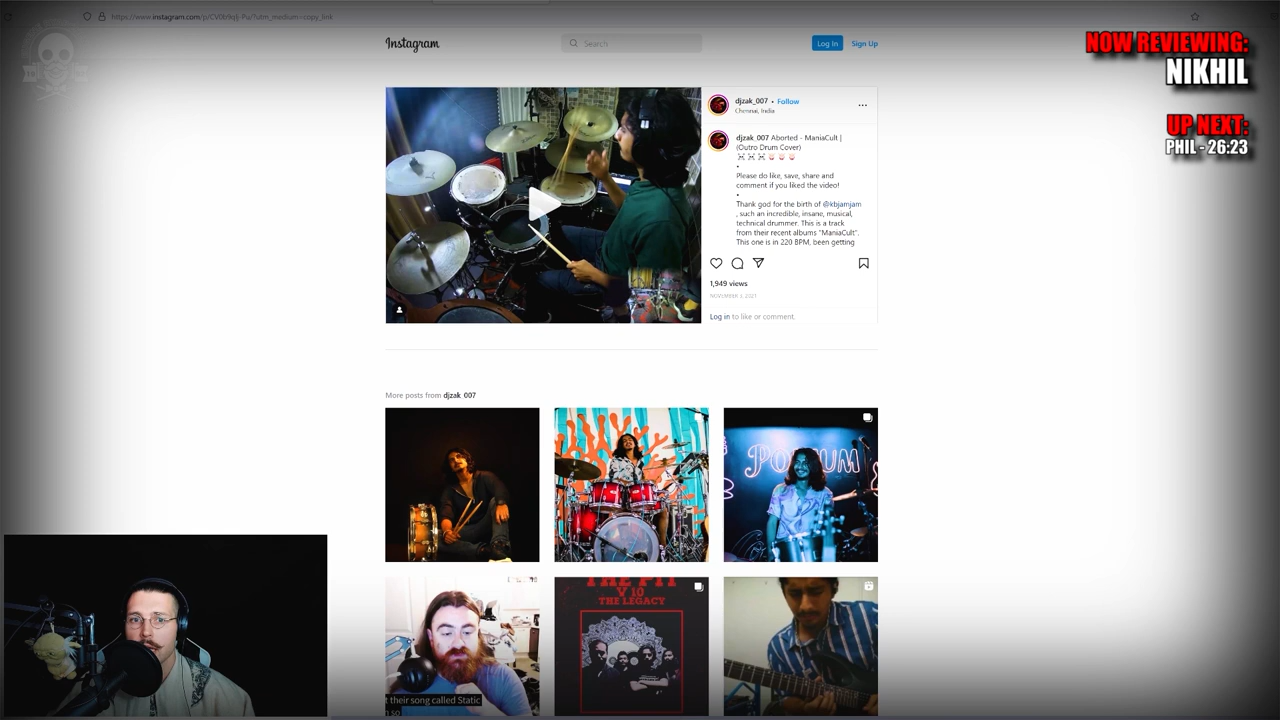 https://www.instagram.com/p/
Instagram
Search
Log In
Sign Up
NOW REVIEWING:
NIKHIL
UP NEXT:
PHIL - 26:23
djzak_007 • Follow
Chennai, India
djzak_007 Aborted - ManiaCult |
(Outro Drum Cover)
•
Please do like, save, share and
comment if you liked the video!
•
Thank god for the birth of @kbjamjam
, such an incredible, insane, musical,
technical drummer. This is a track
from their recent albums "ManiaCult".
This one is in 220 BPM, been getting
1,949 views
NOVEMBER 3, 2021
Log in to like or comment.
More posts from djzak_007
PODIUM
t their song called Static
n so
THE PIT
V 10
THE LEGACY